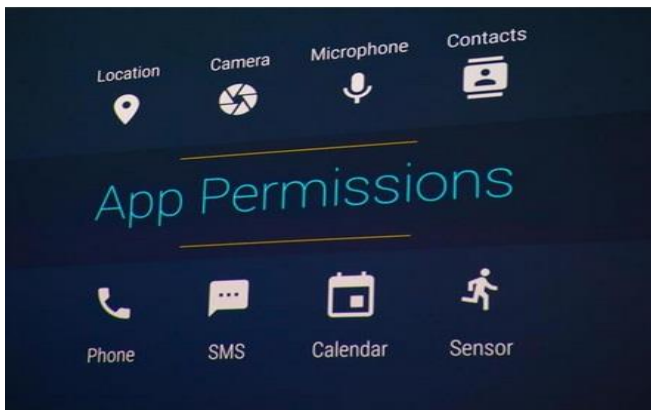 Location Camera Microphone Contacts
App Permissions
Phone SMS Calendar Sensor